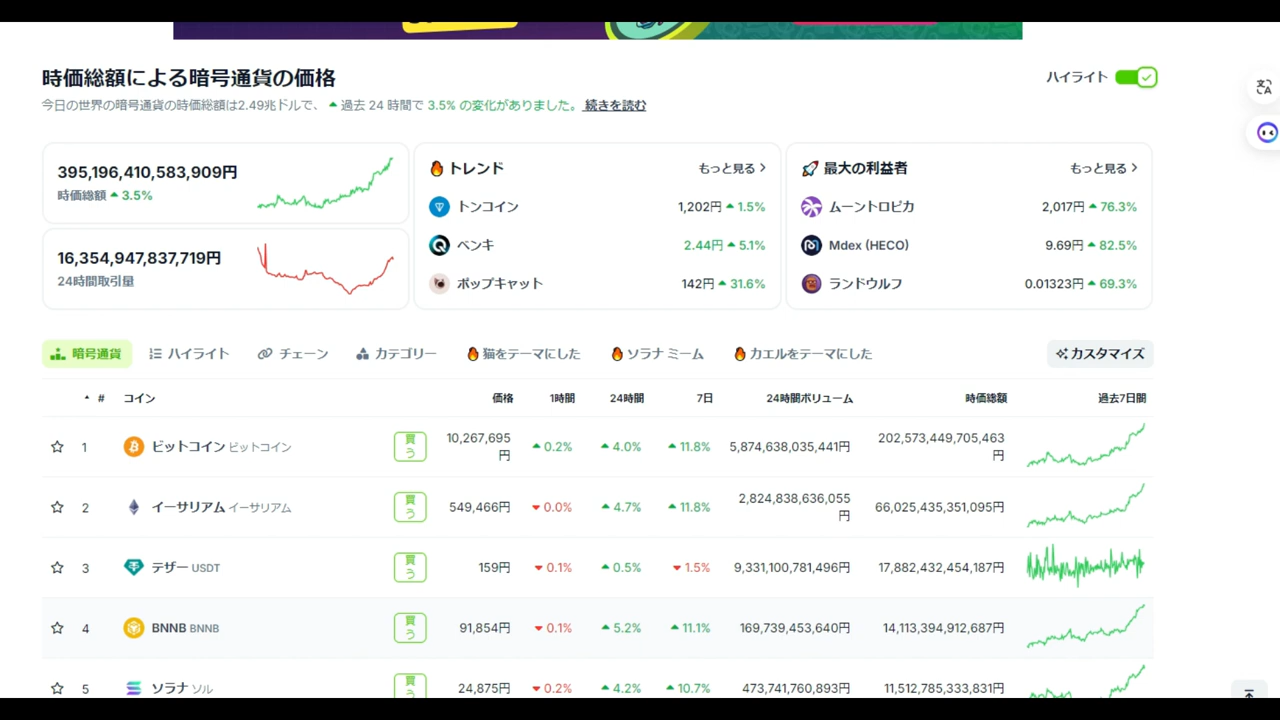 時価総額による暗号通貨の価格
ハイライト
今日の世界の暗号通貨の時価総額は2.49兆ドルで、 過去 24 時間で 3.5% の変化がありました。 続きを読む
395,196,410,583,909円
時価総額 3.5%
16,354,947,837,719円
24時間取引量
トレンド もっと見る
トンコイン 1,202円 1.5%
ベンキ 2.44円 5.1%
ポップキャット 142円 31.6%
最大の利益者 もっと見る
ムーントロピカ 2,017円 76.3%
Mdex (HECO) 9.69円 82.5%
ランドウルフ 0.01323円 69.3%
暗号通貨 ハイライト チェーン カテゴリー 猫をテーマにした ソラナ ミーム カエルをテーマにした カスタマイズ
# コイン 価格 1時間 24時間 7日 24時間ボリューム 時価総額 過去7日間
1 ビットコイン ビットコイン 買う 10,267,695円 0.2% 4.0% 11.8% 5,874,638,035,441円 202,573,449,705,463円
2 イーサリアム イーサリアム 買う 549,466円 0.0% 4.7% 11.8% 2,824,838,636,055円 66,025,435,351,095円
3 テザー USDT 買う 159円 0.1% 0.5% 1.5% 9,331,100,781,496円 17,882,432,454,187円
4 BNNB BNNB 買う 91,854円 0.1% 5.2% 11.1% 169,739,453,640円 14,113,394,912,687円
5 ソラナ ソル 買う 24,875円 0.2% 4.2% 10.7% 473,741,760,893円 11,512,785,333,831円